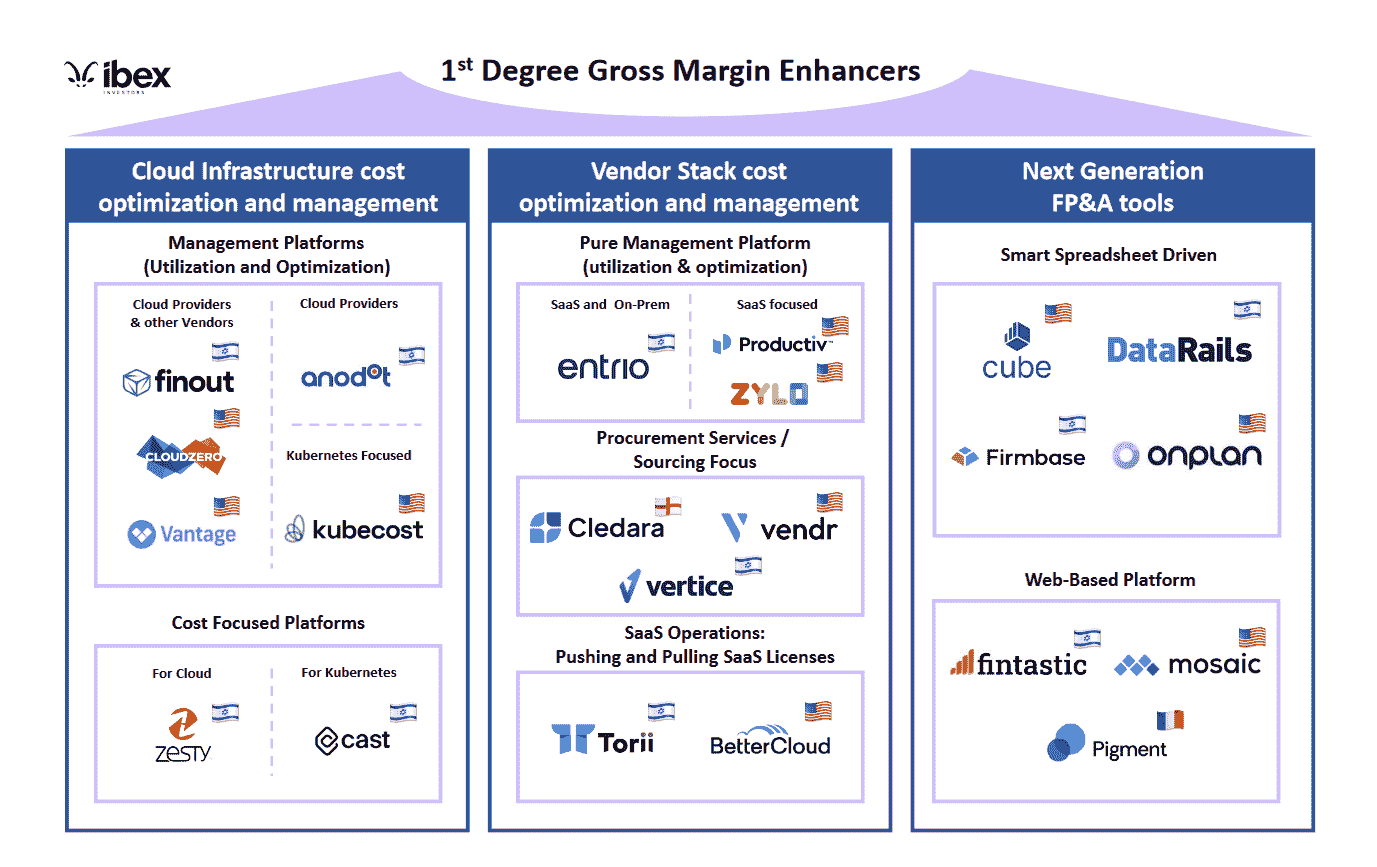 ibex
INVESTORS
1st Degree Gross Margin Enhancers
Cloud Infrastructure cost
optimization and management
Management Platforms
(Utilization and Optimization)
Cloud Providers
& other Vendors
finout
CLOUDZERO
Vantage
Cloud Providers
anodot
Kubernetes Focused
kubecost
Cost Focused Platforms
For Cloud
ZESTY
For Kubernetes
cast
Vendor Stack cost
optimization and management
Pure Management Platform
(utilization & optimization)
SaaS and On-Prem
entrio
SaaS focused
Productiv™
ZYLO
Procurement Services /
Sourcing Focus
Cledara
vendr
vertice
SaaS Operations:
Pushing and Pulling SaaS Licenses
Torii
BetterCloud
Next Generation
FP&A tools
Smart Spreadsheet Driven
cube
DataRails
Firmbase
onplan
Web-Based Platform
fintastic
mosaic
Pigment